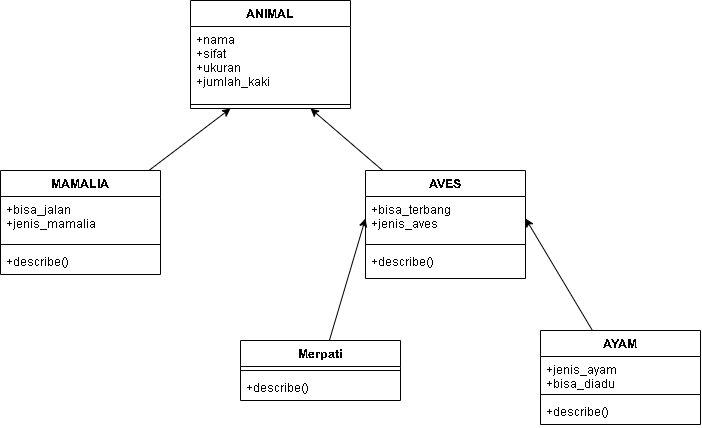 ANIMAL
+nama
+sifat
+ukuran
+jumlah_kaki
MAMALIA
+bisa_jalan
+jenis_mamalia
+describe()
AVES
+bisa_terbang
+jenis_aves
+describe()
Merpati
+describe()
AYAM
+jenis_ayam
+bisa_diadu
+describe()